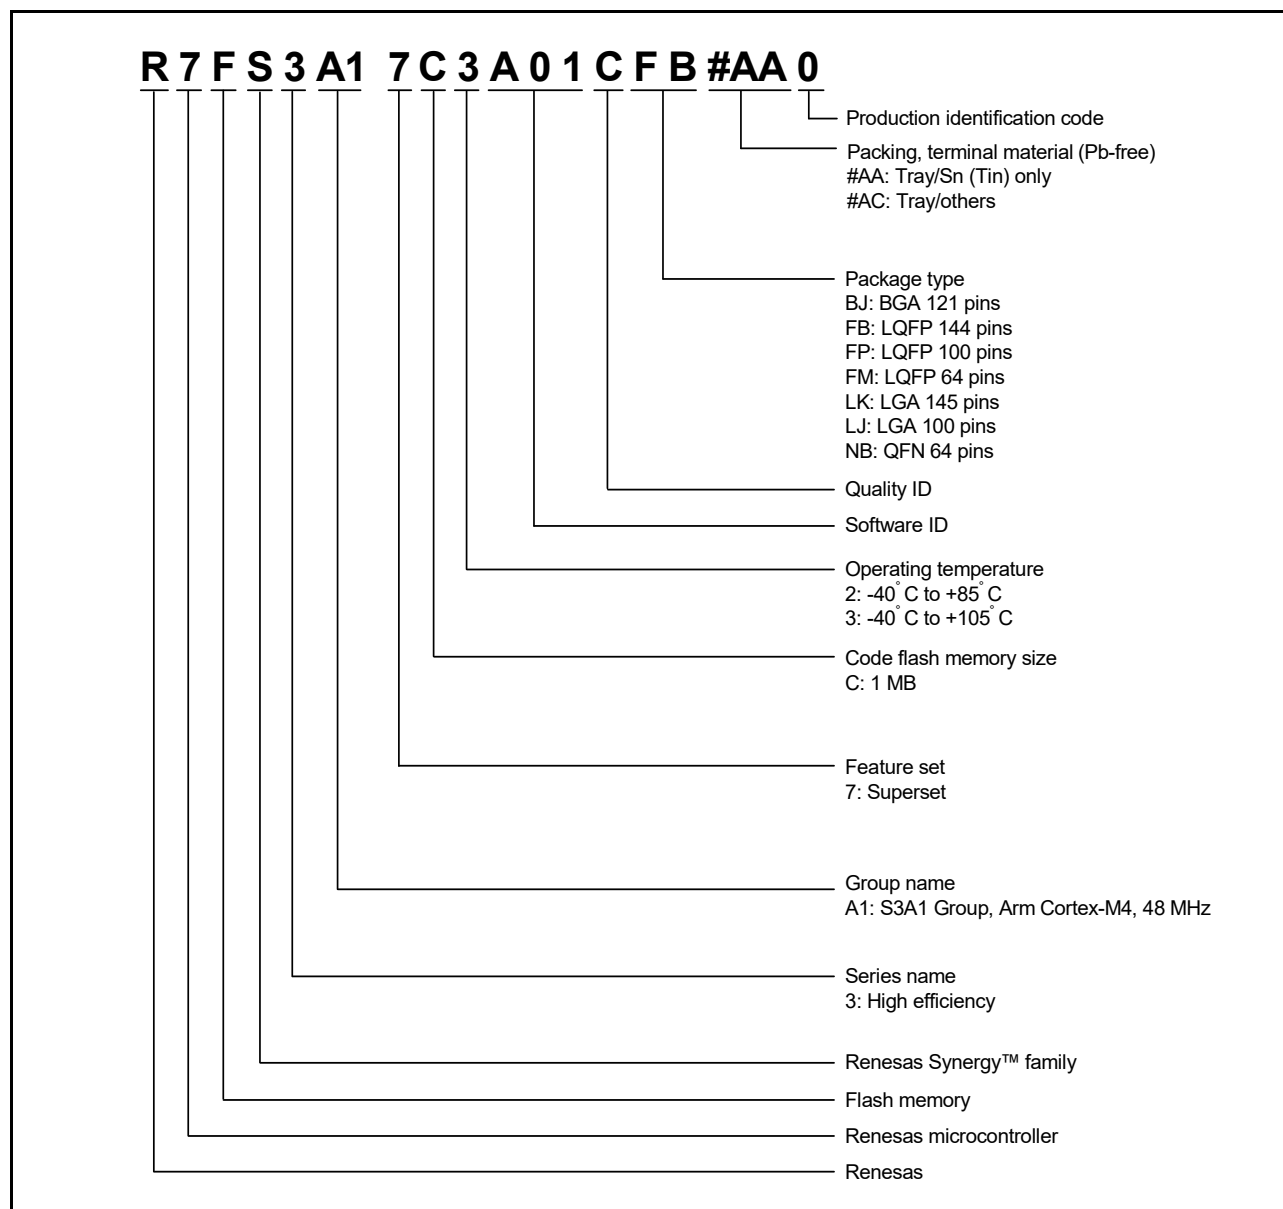 R 7 F S 3 A1 7 C 3 A 0 1 C F B #AA 0
Production identification code
Packing, terminal material (Pb-free)
#AA: Tray/Sn (Tin) only
#AC: Tray/others
Package type
BJ: BGA 121 pins
FB: LQFP 144 pins
FP: LQFP 100 pins
FM: LQFP 64 pins
LK: LGA 145 pins
LJ: LGA 100 pins
NB: QFN 64 pins
Quality ID
Software ID
Operating temperature
2: -40°C to +85°C
3: -40°C to +105°C
Code flash memory size
C: 1 MB
Feature set
7: Superset
Group name
A1: S3A1 Group, Arm Cortex-M4, 48 MHz
Series name
3: High efficiency
Renesas Synergy™ family
Flash memory
Renesas microcontroller
Renesas